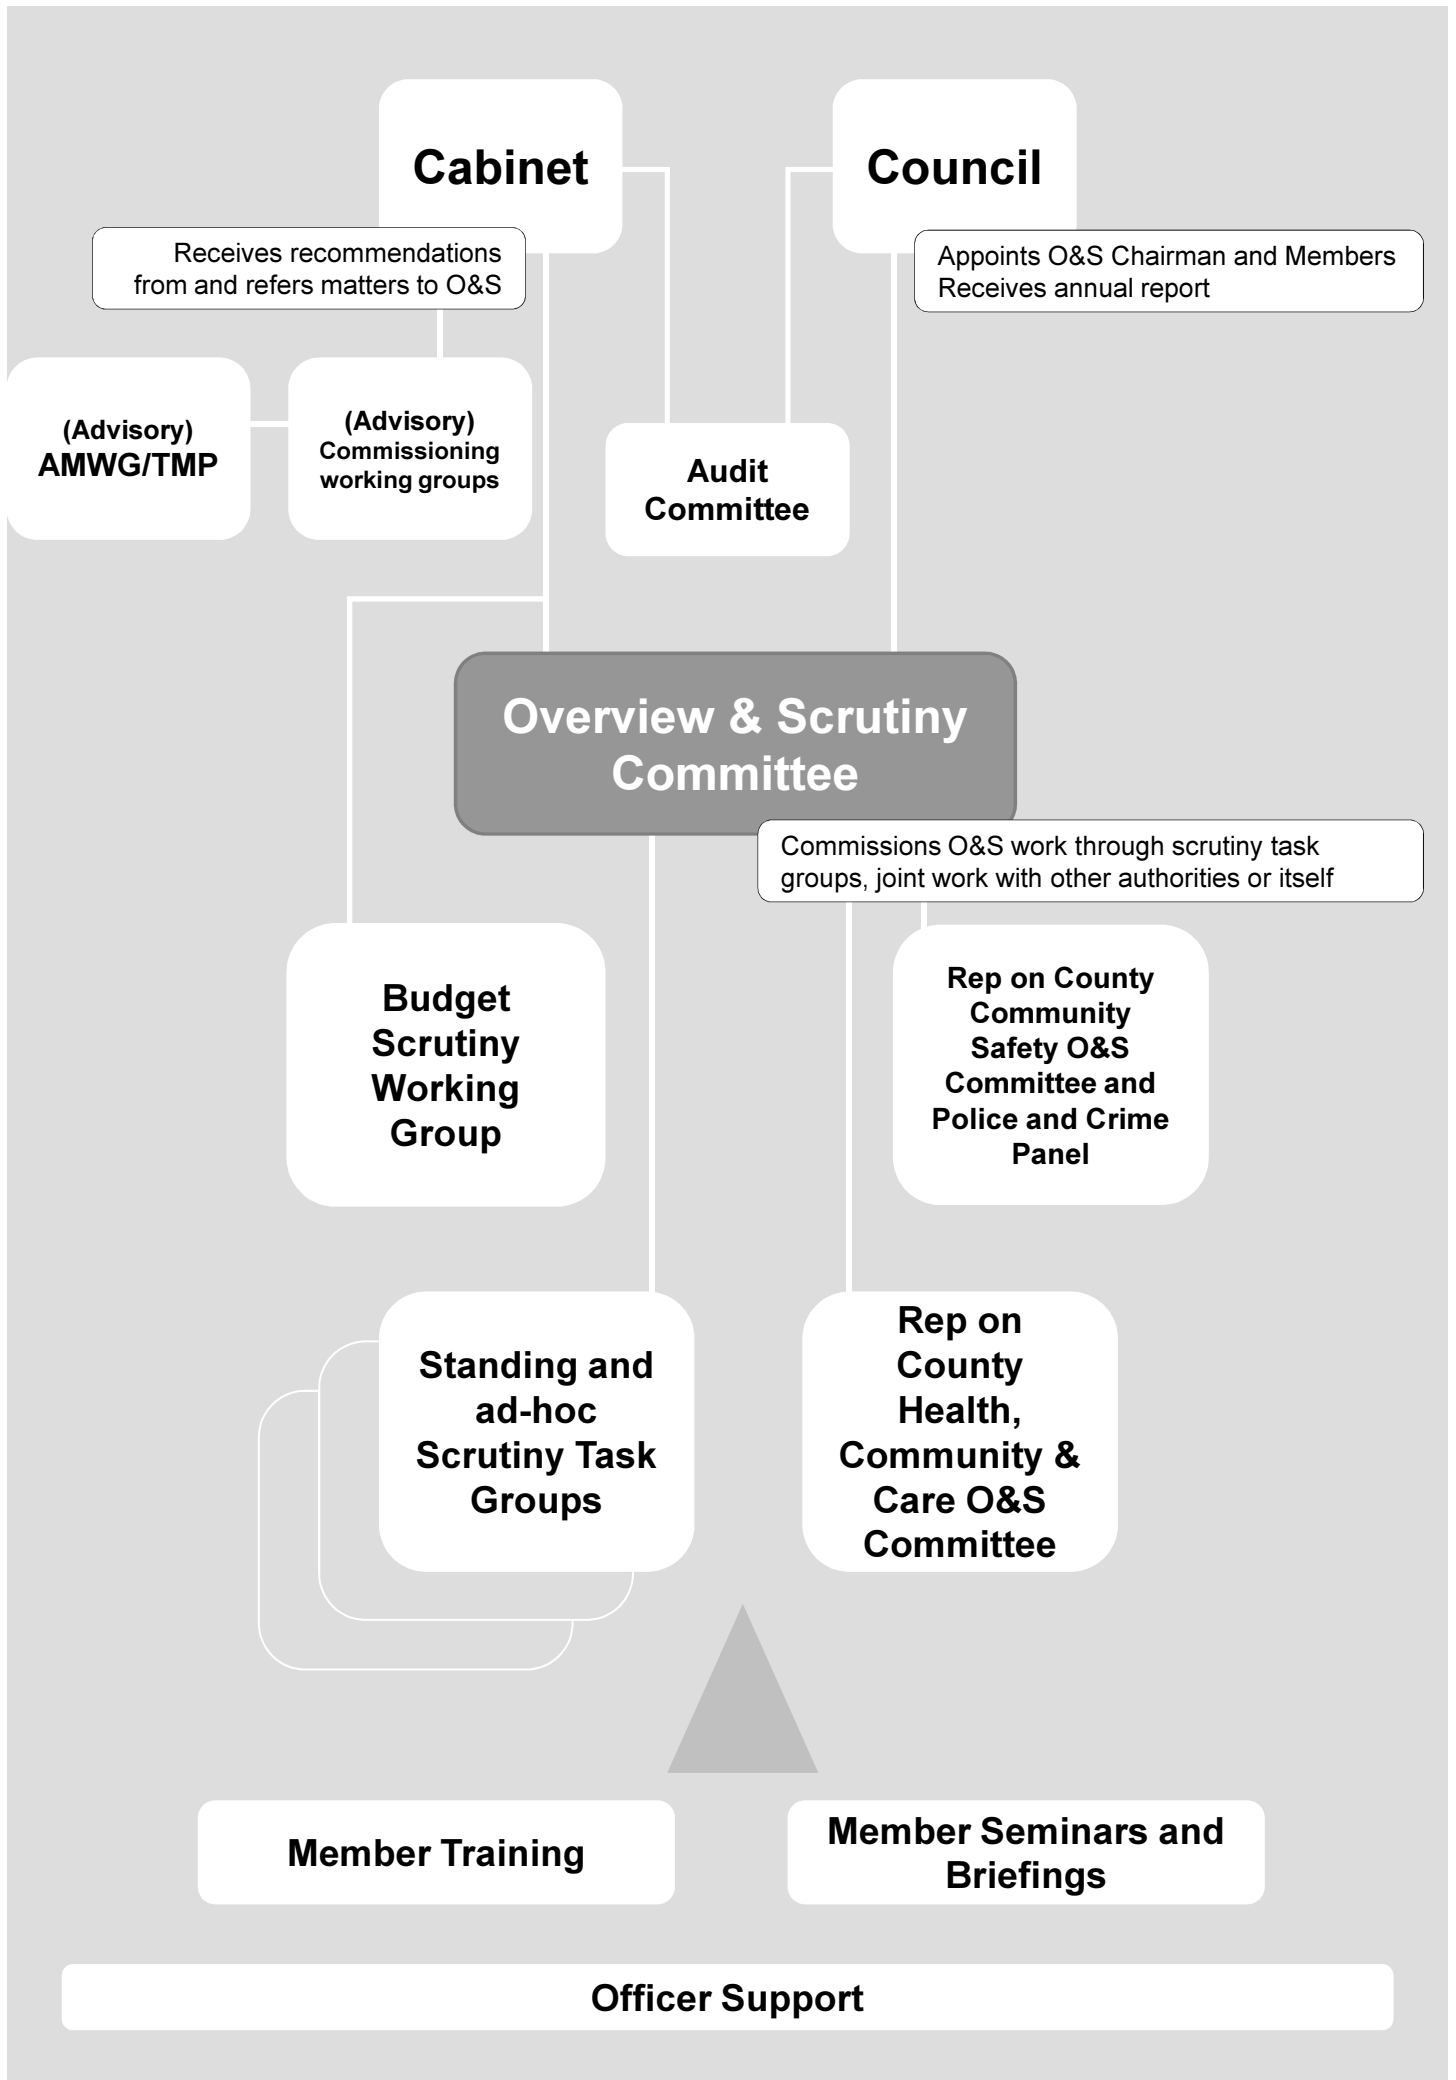 Cabinet
Council
Receives recommendations
from and refers matters to O&S
Appoints O&S Chairman and Members
Receives annual report
(Advisory)
AMWG/TMP
(Advisory)
Commissioning
working groups
Audit
Committee
Overview & Scrutiny
Committee
Commissions O&S work through scrutiny task
groups, joint work with other authorities or itself
Budget
Scrutiny
Working
Group
Rep on County
Community
Safety O&S
Committee and
Police and Crime
Panel
Standing and
ad-hoc
Scrutiny Task
Groups
Rep on
County
Health,
Community &
Care O&S
Committee
Member Training
Member Seminars and
Briefings
Officer Support